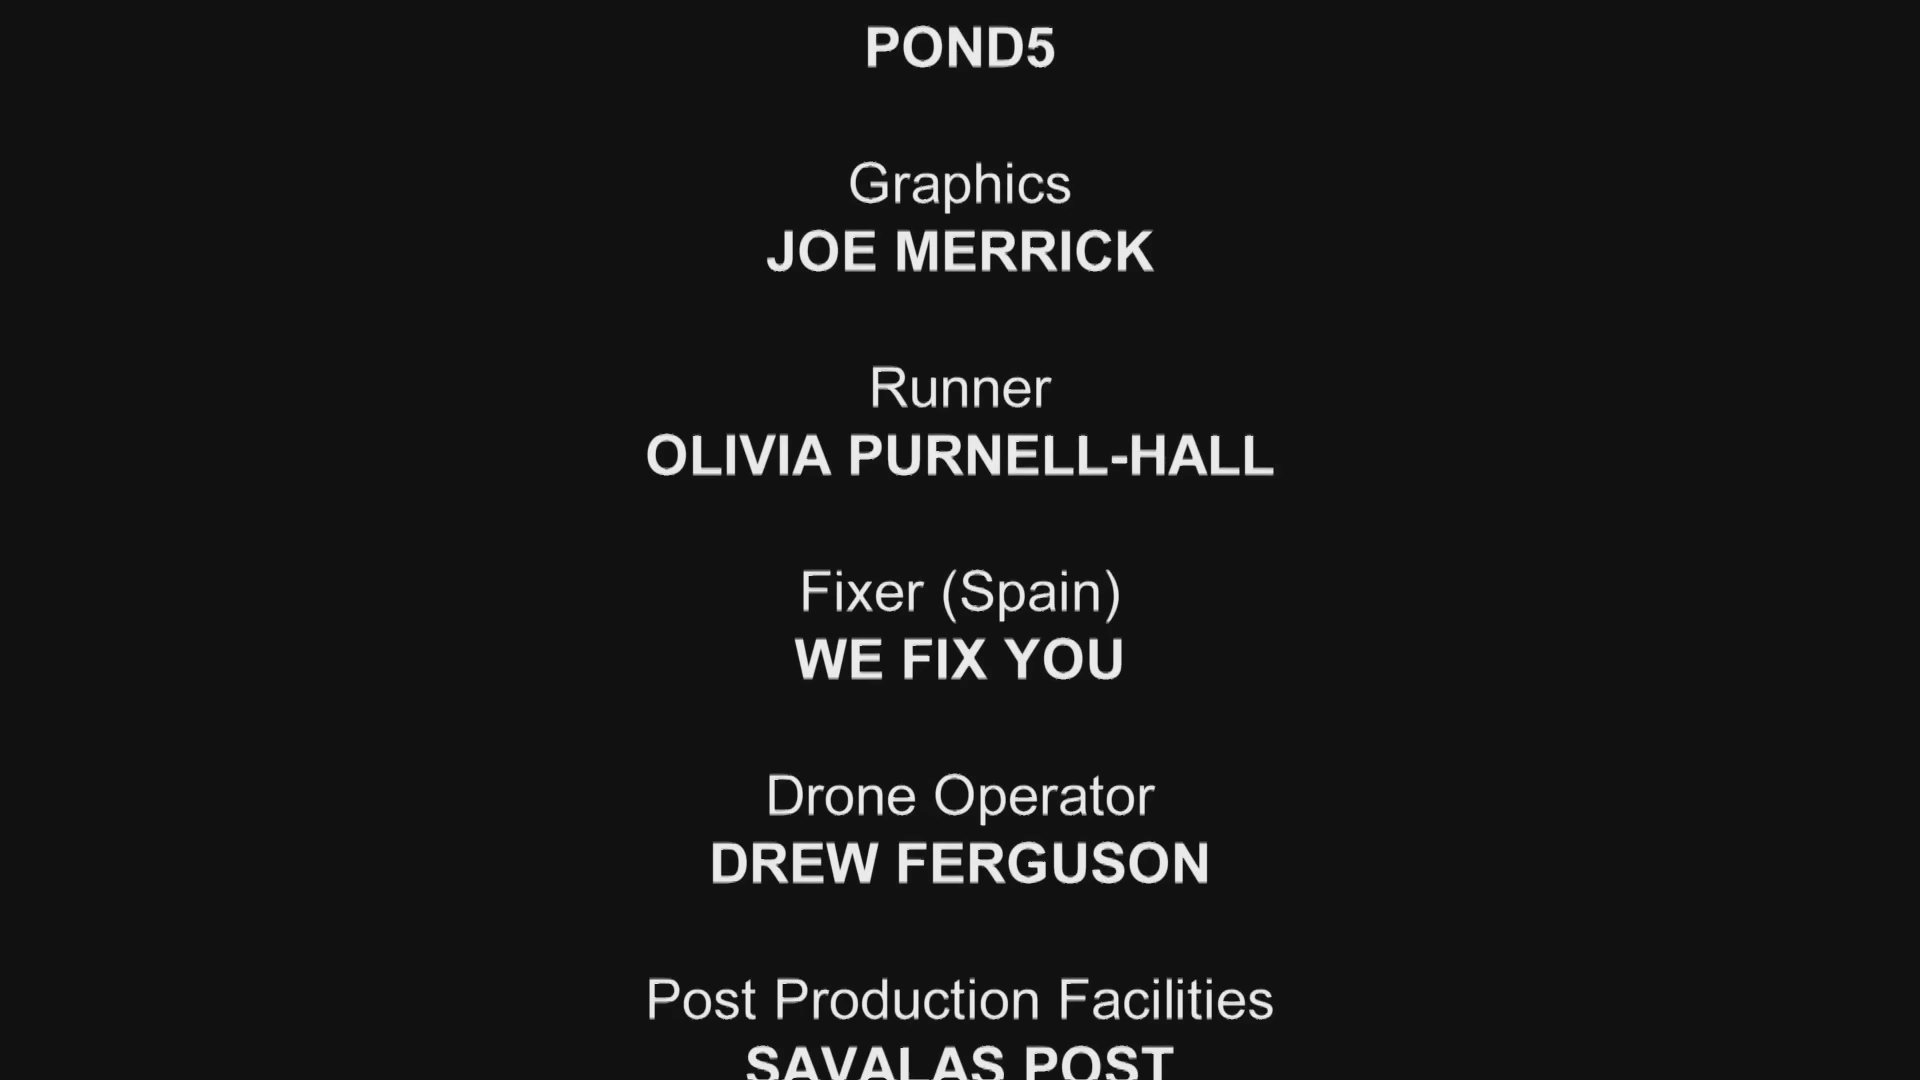 POND5
Graphics
JOE MERRICK
Runner
OLIVIA PURNELL-HALL
Fixer (Spain)
WE FIX YOU
Drone Operator
DREW FERGUSON
Post Production Facilities
SAVALAS POST